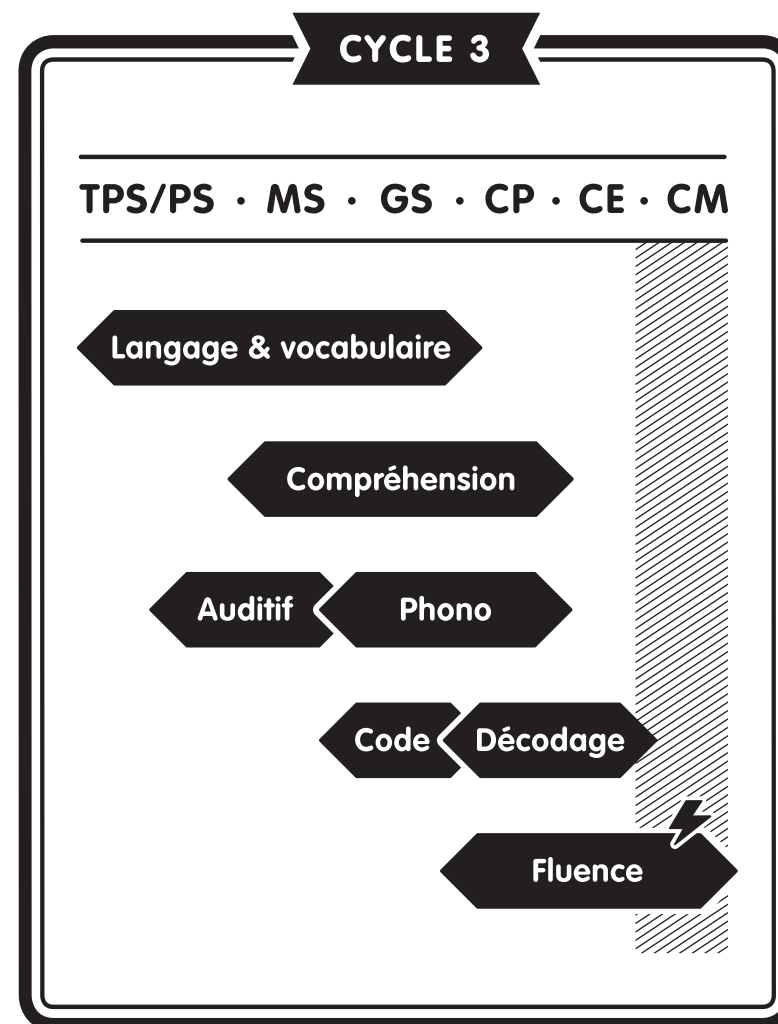 CYCLE 3
TPS/PS · MS · GS · CP · CE · CM
Langage & vocabulaire
Compréhension
Auditif Phono
Code Décodage
Fluence